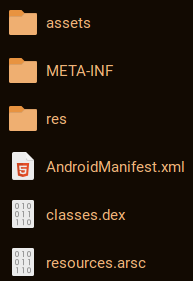 assets
META-INF
res
AndroidManifest.xml
classes.dex
resources.arsc